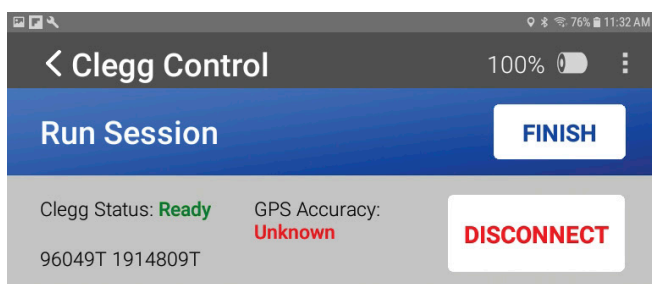 76% 11:32 AM
< Clegg Control 100%
Run Session FINISH
Clegg Status: Ready GPS Accuracy:
Unknown
DISCONNECT
96049T 1914809T